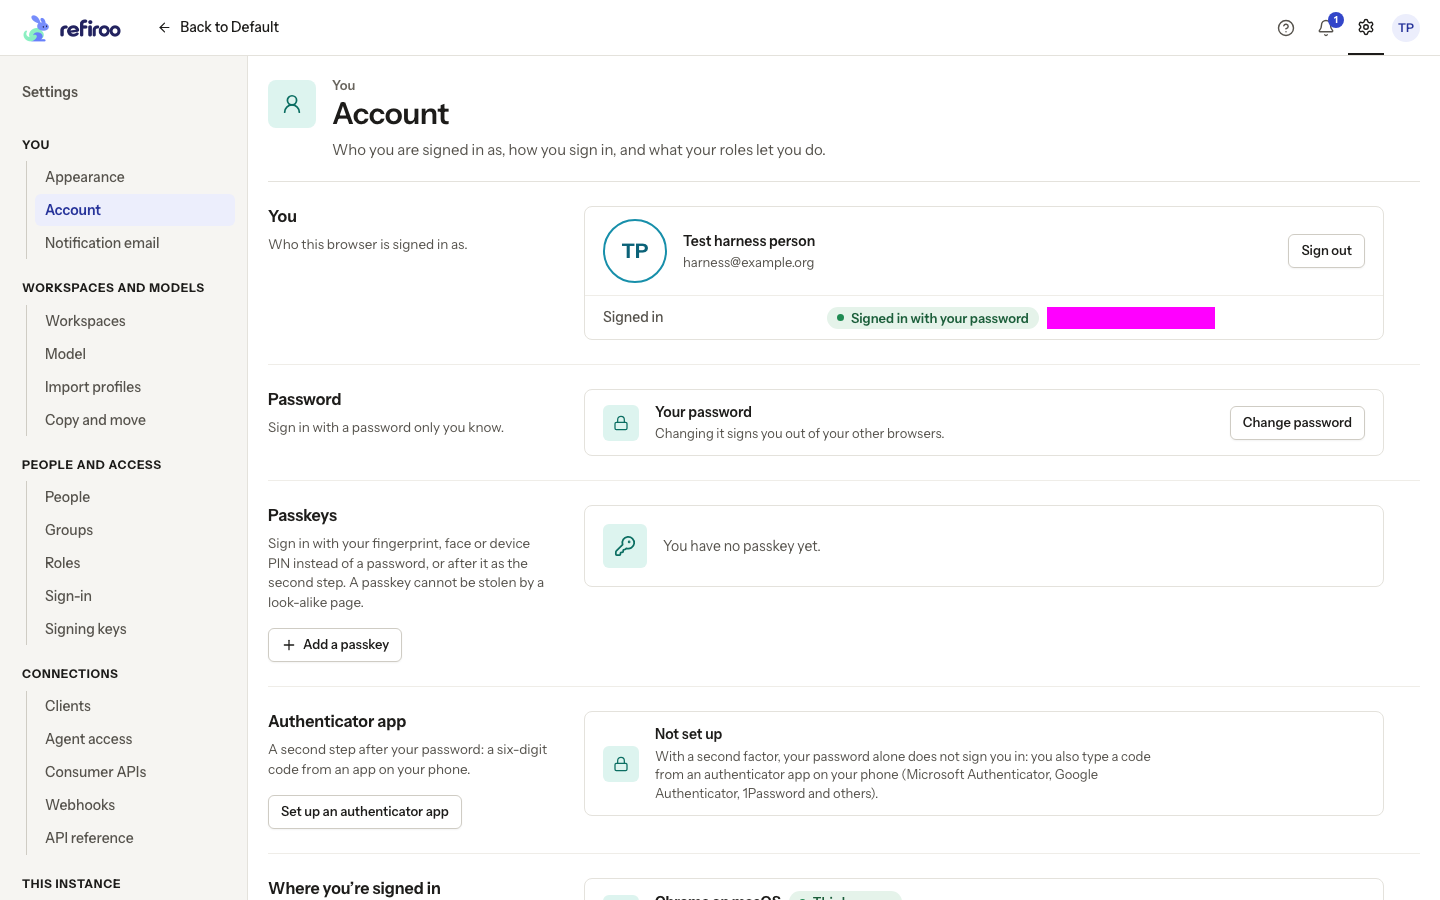 refiroo
Back to Default
1
TP
Settings
YOU
Appearance
Account
Notification email
WORKSPACES AND MODELS
Workspaces
Model
Import profiles
Copy and move
PEOPLE AND ACCESS
People
Groups
Roles
Sign-in
Signing keys
CONNECTIONS
Clients
Agent access
Consumer APIs
Webhooks
API reference
THIS INSTANCE
You
Account
Who you are signed in as, how you sign in, and what your roles let you do.
You
Who this browser is signed in as.
TP
Test harness person
harness@example.org
Sign out
Signed in
Signed in with your password
Password
Sign in with a password only you know.
Your password
Changing it signs you out of your other browsers.
Change password
Passkeys
Sign in with your fingerprint, face or device
PIN instead of a password, or after it as the
second step. A passkey cannot be stolen by a
look-alike page.
Add a passkey
You have no passkey yet.
Authenticator app
A second step after your password: a six-digit
code from an app on your phone.
Set up an authenticator app
Not set up
With a second factor, your password alone does not sign you in: you also type a code
from an authenticator app on your phone (Microsoft Authenticator, Google
Authenticator, 1Password and others).
Where you’re signed in
Chrome on macOS